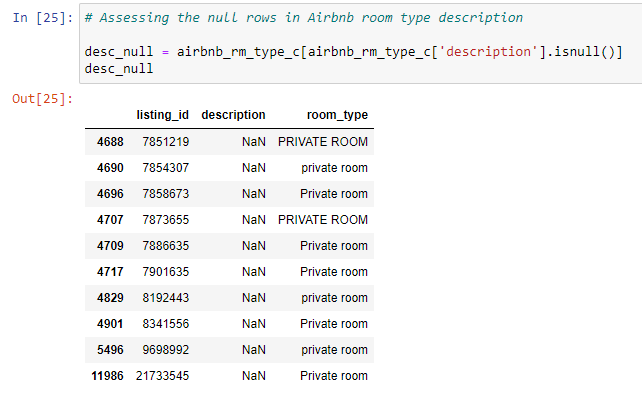 In [25]: # Assessing the null rows in Airbnb room type description
desc_null = airbnb_rm_type_c[airbnb_rm_type_c['description'].isnull()]
desc_null
Out[25]:
listing_id description room_type
4688 7851219 NaN PRIVATE ROOM
4690 7854307 NaN private room
4696 7858673 NaN Private room
4707 7873655 NaN PRIVATE ROOM
4709 7886635 NaN Private room
4717 7901635 NaN Private room
4829 8192443 NaN private room
4901 8341556 NaN Private room
5496 9698992 NaN private room
11986 21733545 NaN Private room